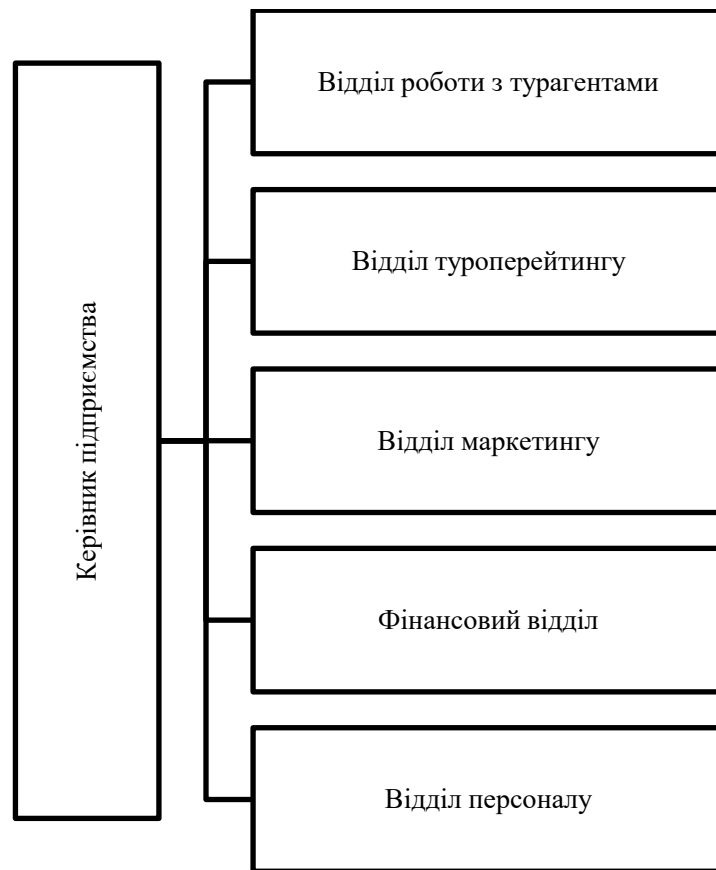 Керівник підприємства
Відділ роботи з турагентами
Відділ туроперейтингу
Відділ маркетингу
Фінансовий відділ
Відділ персоналу